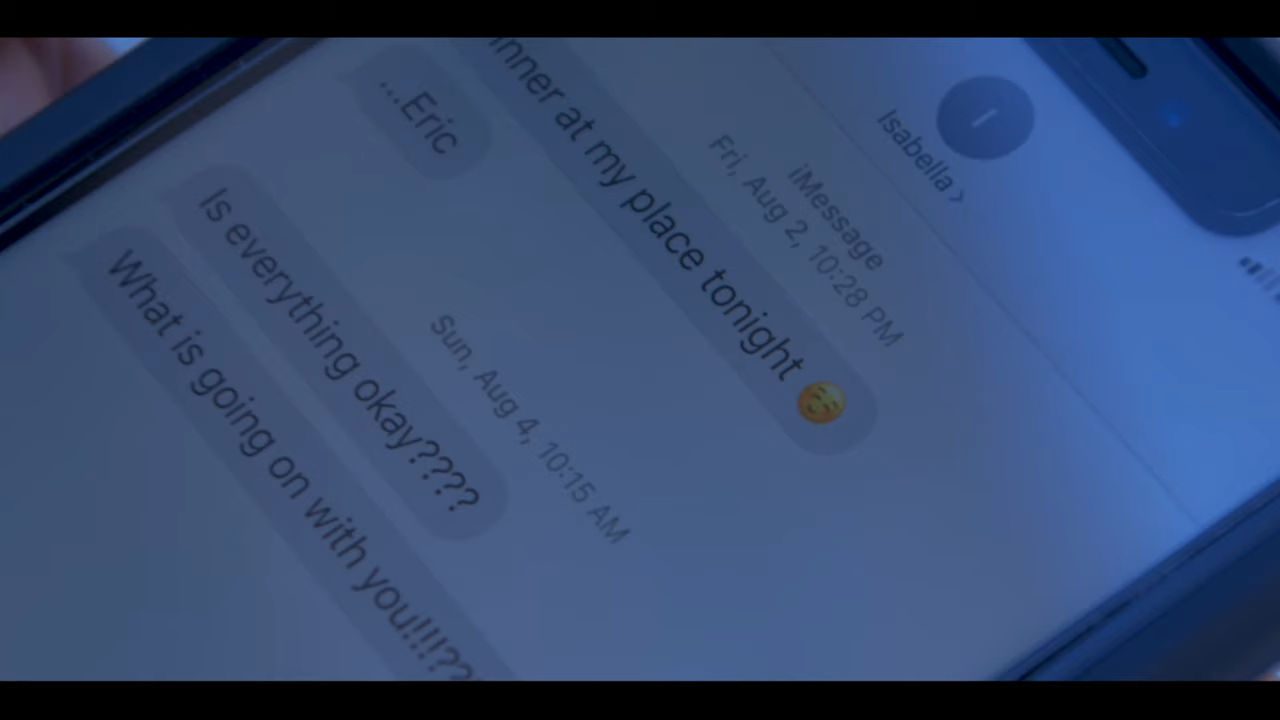 I
Isabella >
iMessage
Fri, Aug 2, 10:28 PM
inner at my place tonight 😏
...Eric
Sun, Aug 4, 10:15 AM
Is everything okay????
What is going on with you!!!??